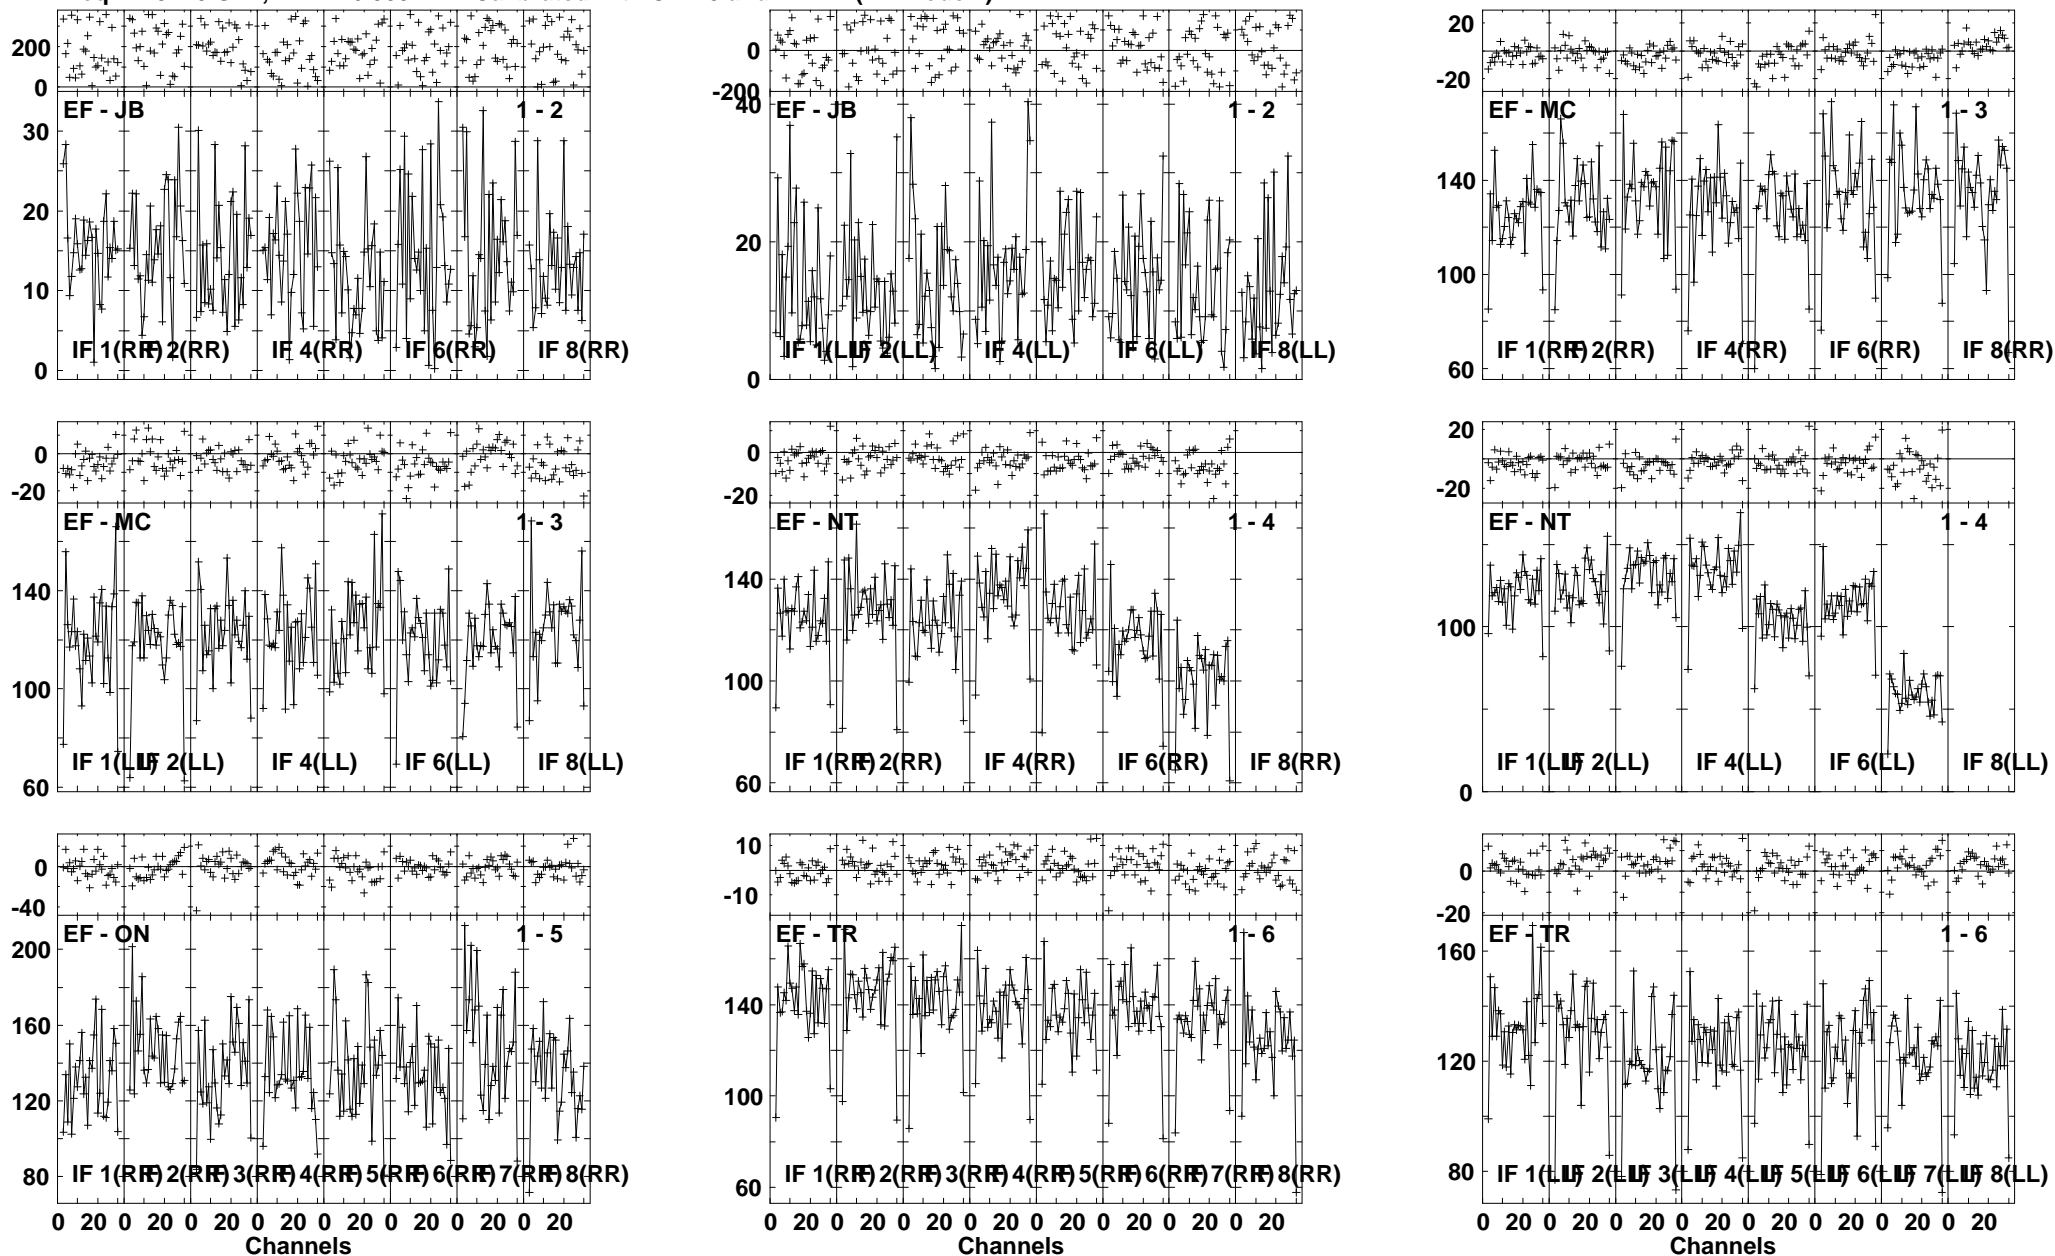 200
0
EF - JB 1 - 2
30
20
10
0
IF 1(RR) IF 2(RR) IF 4(RR) IF 6(RR) IF 8(RR)
0
-200
EF - JB 1 - 2
40
20
0
IF 1(LL) IF 2(LL) IF 4(LL) IF 6(LL) IF 8(LL)
20
-20
EF - MC 1 - 3
140
100
60
IF 1(RR) IF 2(RR) IF 4(RR) IF 6(RR) IF 8(RR)
0
-20
EF - MC 1 - 3
140
100
60
IF 1(LL) IF 2(LL) IF 4(LL) IF 6(LL) IF 8(LL)
0
-20
EF - NT 1 - 4
140
100
60
IF 1(RR) IF 2(RR) IF 4(RR) IF 6(RR) IF 8(RR)
20
-20
EF - NT 1 - 4
100
0
IF 1(LL) IF 2(LL) IF 4(LL) IF 6(LL) IF 8(LL)
0
-40
EF - ON 1 - 5
200
160
120
80
IF 1(RR) IF 2(RR) IF 3(RR) IF 4(RR) IF 5(RR) IF 6(RR) IF 7(RR) IF 8(RR)
0 20 0 20 0 20 0 20 0 20 0 20 0 20 0 20
Channels
10
-10
EF - TR 1 - 6
140
100
60
IF 1(RR) IF 2(RR) IF 3(RR) IF 4(RR) IF 5(RR) IF 6(RR) IF 7(RR) IF 8(RR)
0 20 0 20 0 20 0 20 0 20 0 20 0 20 0 20
Channels
0
-20
EF - TR 1 - 6
160
120
80
IF 1(LL) IF 2(LL) IF 3(LL) IF 4(LL) IF 5(LL) IF 6(LL) IF 7(LL) IF 8(LL)
0 20 0 20 0 20 0 20 0 20 0 20 0 20 0 20
Channels